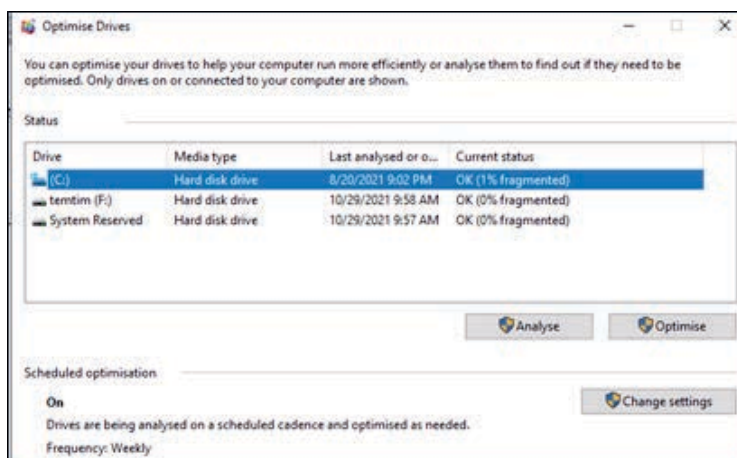 Optimise Drives
You can optimise your drives to help your computer run more efficiently or analyse them to find out if they need to be
optimised. Only drives on or connected to your computer are shown.
Status
Drive Media type Last analysed or o... Current status
(C:) Hard disk drive 8/20/2021 9:02 PM OK (1% fragmented)
temtim (F:) Hard disk drive 10/29/2021 9:58 AM OK (0% fragmented)
System Reserved Hard disk drive 10/29/2021 9:57 AM OK (0% fragmented)
Analyse Optimise
Scheduled optimisation
On Change settings
Drives are being analysed on a scheduled cadence and optimised as needed.
Frequency: Weekly